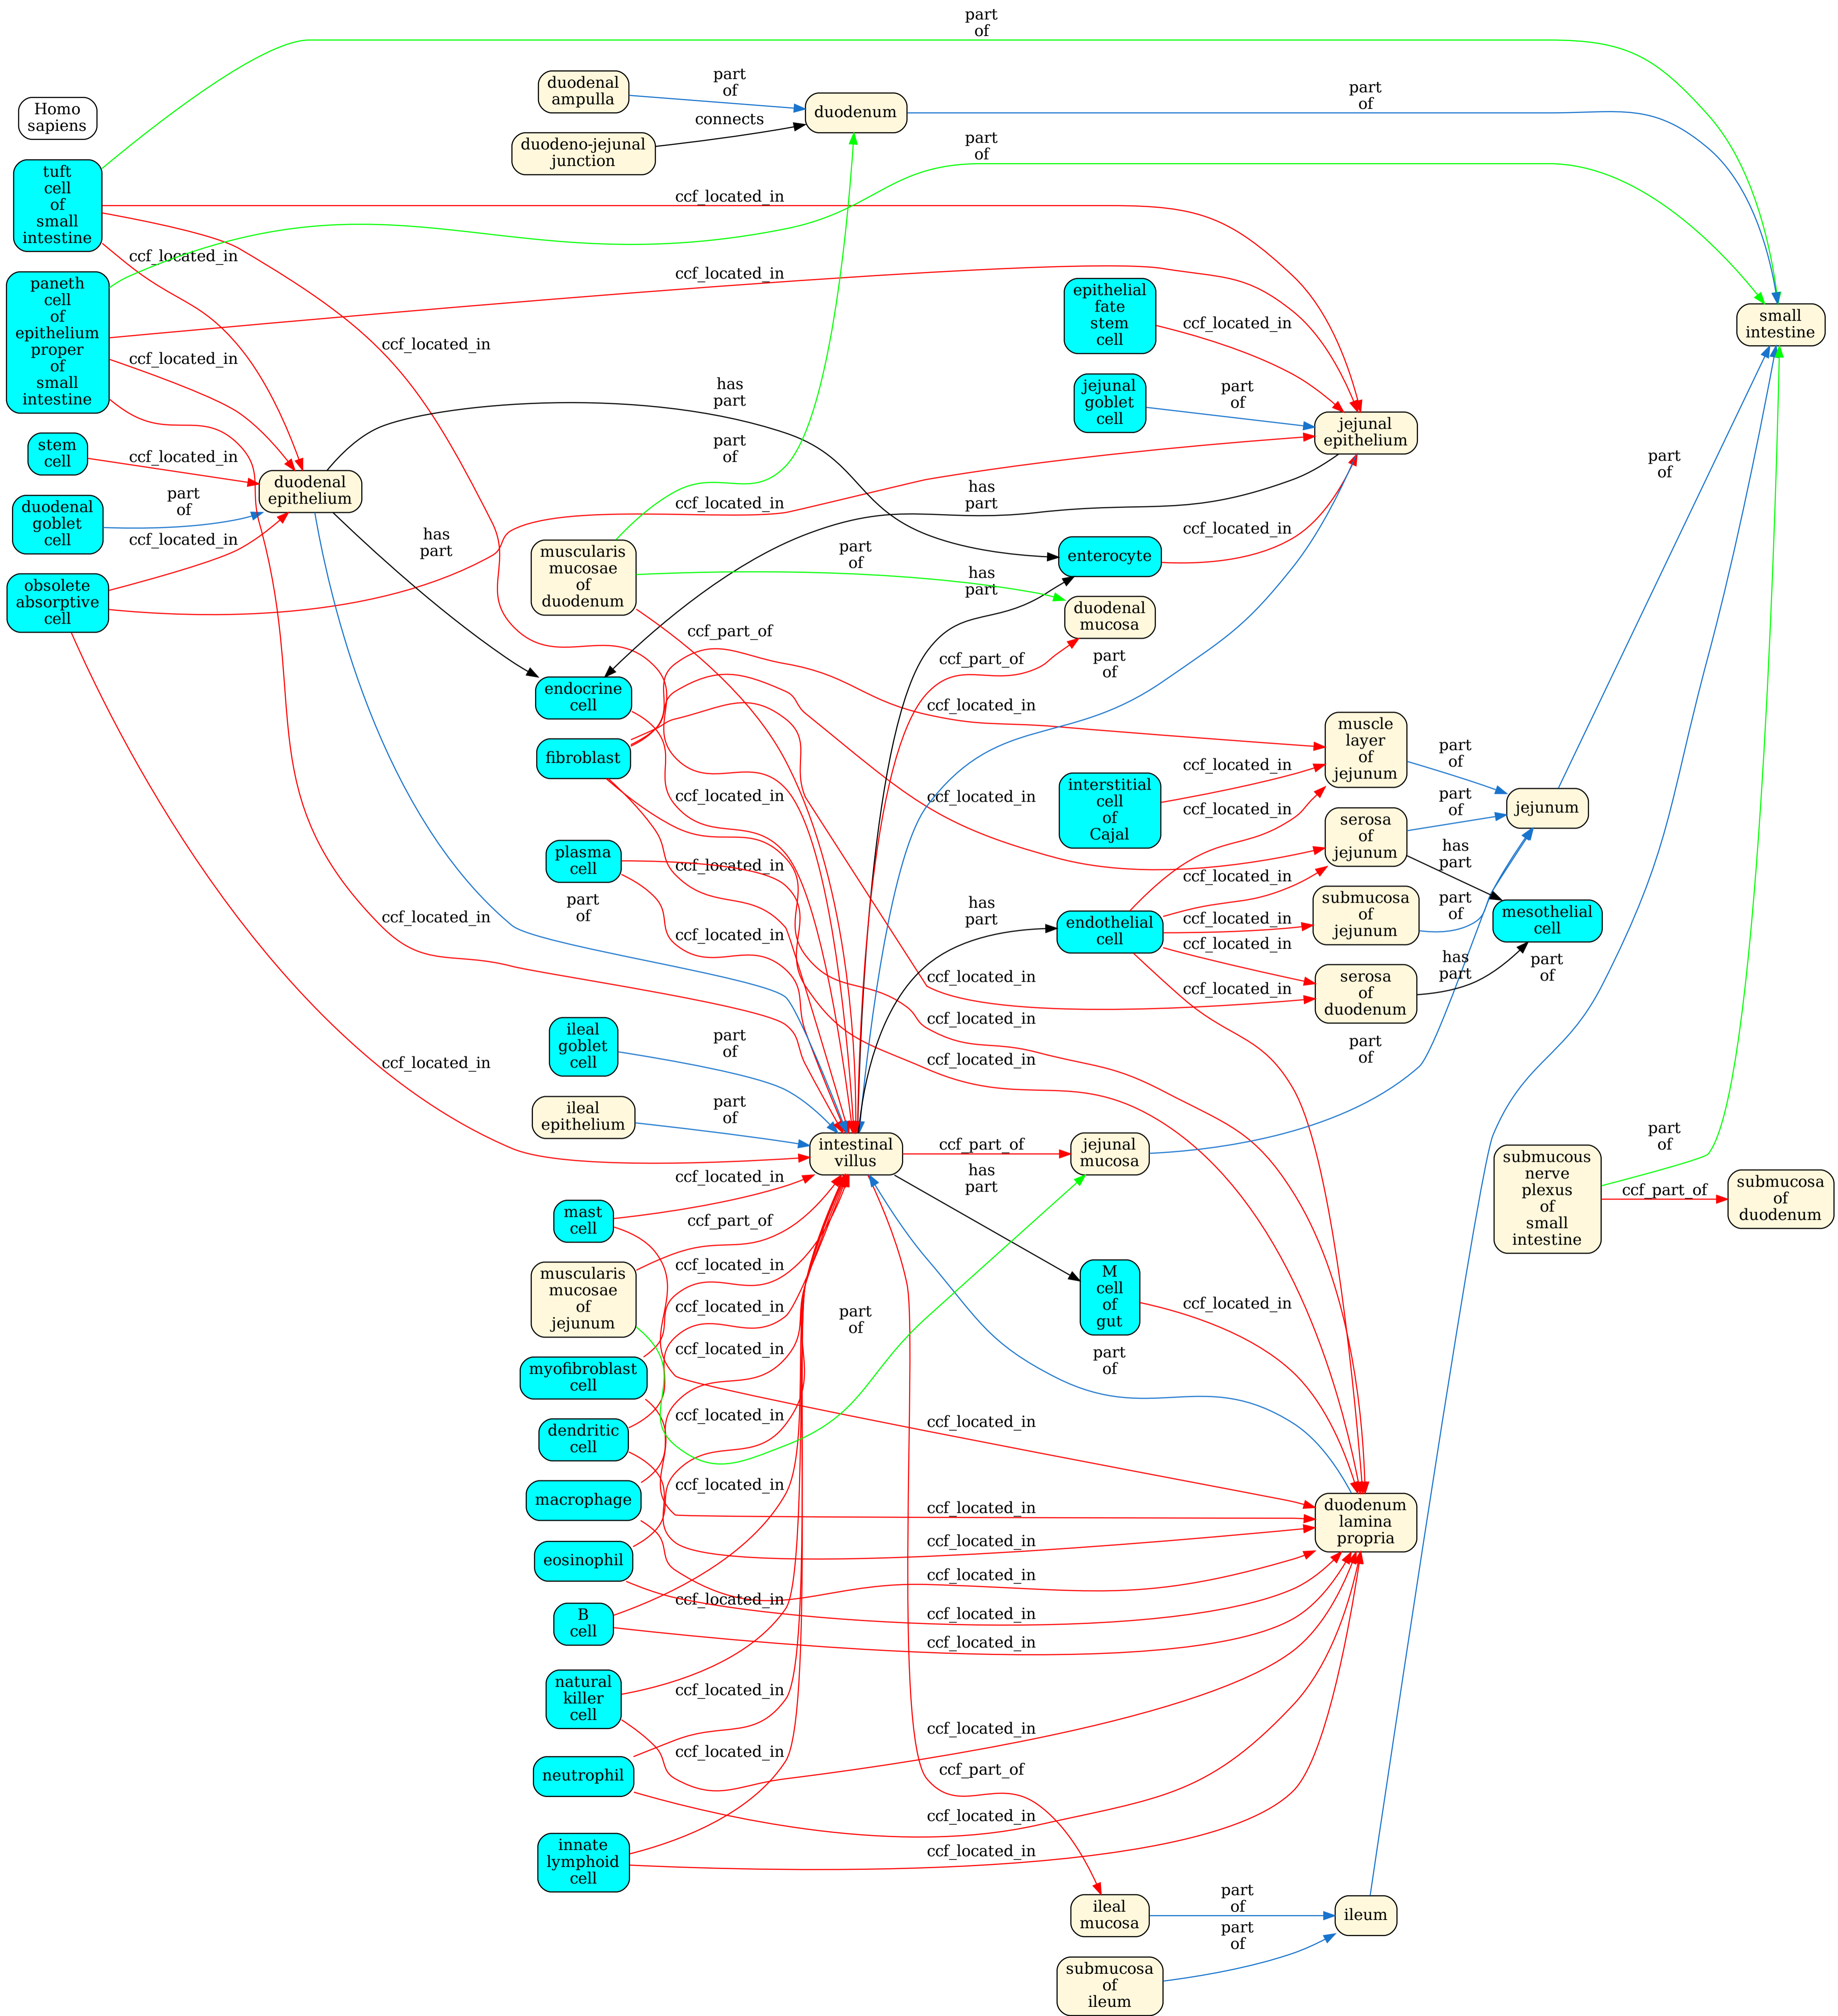 part
of
Homo
sapiens
duodenal
ampulla
part
of
duodenum
part
of
connects
duodeno-jejunal
junction
part
of
tuft
cell
of
small
intestine
ccf_located_in
ccf_located_in
paneth
cell
of
epithelium
proper
of
small
intestine
ccf_located_in
ccf_located_in
ccf_located_in
epithelial
fate
stem
cell
ccf_located_in
small
intestine
jejunal
goblet
cell
part
of
jejunal
epithelium
has
part
stem
cell
ccf_located_in
duodenal
epithelium
part
of
part
of
duodenal
goblet
cell
part
of
ccf_located_in
has
part
ccf_located_in
has
part
ccf_located_in
enterocyte
ccf_located_in
obsolete
absorptive
cell
muscularis
mucosae
of
duodenum
part
of
has
part
duodenal
mucosa
ccf_part_of
ccf_part_of
part
of
endocrine
cell
fibroblast
ccf_located_in
ccf_located_in
ccf_located_in
muscle
layer
of
jejunum
part
of
interstitial
cell
of
Cajal
ccf_located_in
ccf_located_in
serosa
of
jejunum
part
of
jejunum
has
part
plasma
cell
ccf_located_in
part
of
ccf_located_in
ccf_located_in
has
part
endothelial
cell
ccf_located_in
ccf_located_in
ccf_located_in
submucosa
of
jejunum
part
of
mesothelial
cell
part
of
has
part
ccf_located_in
ccf_located_in
serosa
of
duodenum
ccf_located_in
ccf_located_in
ccf_located_in
ccf_located_in
ileal
goblet
cell
part
of
part
of
ileal
epithelium
part
of
intestinal
villus
ccf_part_of
jejunal
mucosa
has
part
part
of
submucous
nerve
plexus
of
small
intestine
ccf_part_of
submucosa
of
duodenum
mast
cell
ccf_located_in
ccf_part_of
muscularis
mucosae
of
jejunum
ccf_located_in
ccf_located_in
ccf_located_in
part
of
M
cell
of
gut
ccf_located_in
part
of
myofibroblast
cell
dendritic
cell
ccf_located_in
ccf_located_in
macrophage
ccf_located_in
ccf_located_in
ccf_located_in
duodenum
lamina
propria
eosinophil
ccf_located_in
ccf_located_in
ccf_located_in
B
cell
ccf_located_in
natural
killer
cell
ccf_located_in
ccf_located_in
neutrophil
ccf_located_in
ccf_part_of
ccf_located_in
innate
lymphoid
cell
ccf_located_in
ileal
mucosa
part
of
ileum
part
of
submucosa
of
ileum